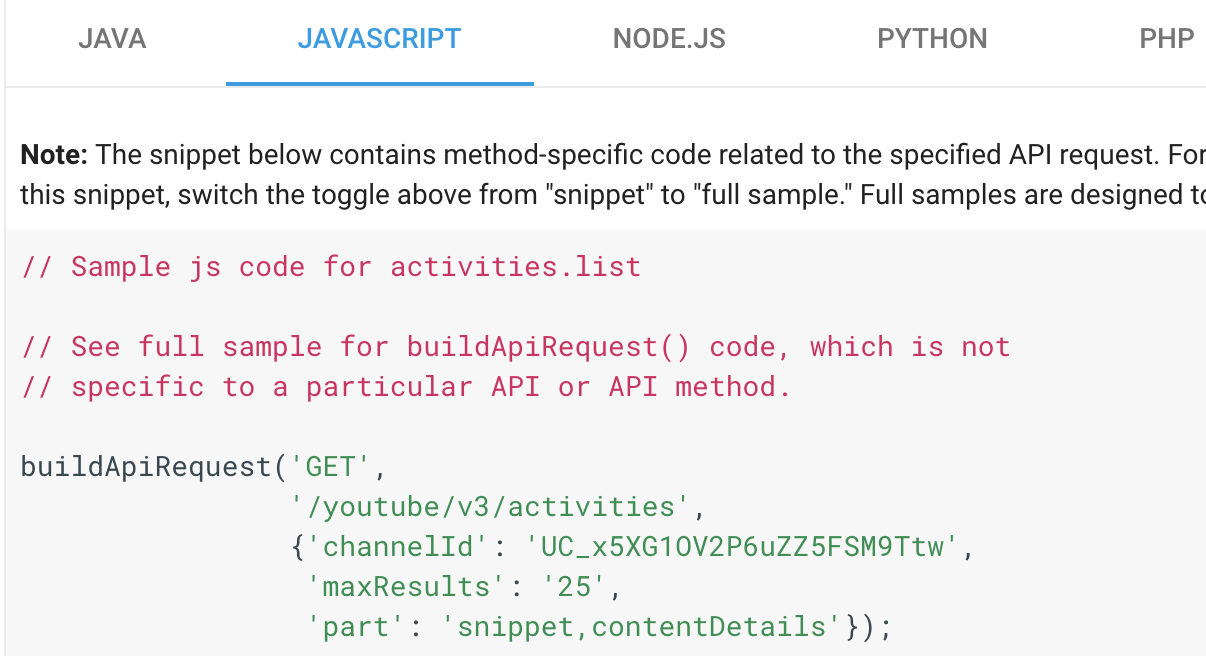 JAVA JAVASCRIPT NODE.JS PYTHON PHP
Note: The snippet below contains method-specific code related to the specified API request. For
this snippet, switch the toggle above from "snippet" to "full sample." Full samples are designed to
// Sample js code for activities.list
// See full sample for buildApiRequest() code, which is not
// specific to a particular API or API method.
buildApiRequest('GET',
'/youtube/v3/activities',
{'channelId': 'UC_x5XG1OV2P6uZZ5FSM9Ttw',
'maxResults': '25',
'part': 'snippet,contentDetails'});